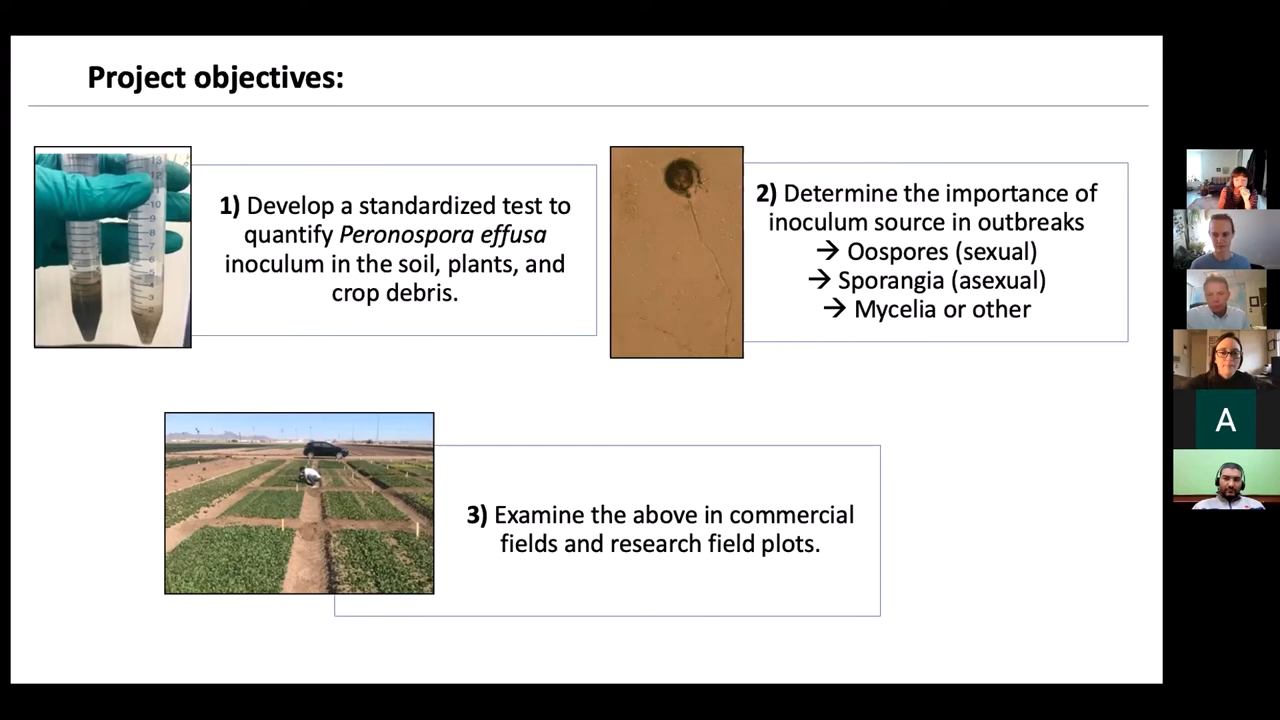 Project objectives:
1) Develop a standardized test to
quantify Peronospora effusa
inoculum in the soil, plants, and
crop debris.
2) Determine the importance of
inoculum source in outbreaks
→ Oospores (sexual)
→ Sporangia (asexual)
→ Mycelia or other
3) Examine the above in commercial
fields and research field plots.
A